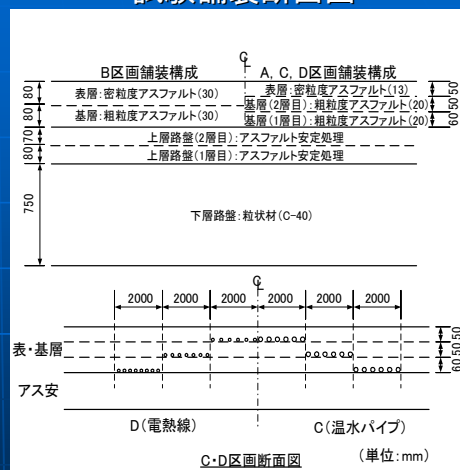 試験舗装断面図
℄
B区画舗装構成
A, C, D区画舗装構成
80
表層:密粒度アスファルト(30)
表層:密粒度アスファルト(13)
50
基層(2層目):粗粒度アスファルト(20)
50
80
基層:粗粒度アスファルト(30)
基層(1層目):粗粒度アスファルト(20)
60
70
上層路盤(2層目):アスファルト安定処理
80
上層路盤(1層目):アスファルト安定処理
750
下層路盤:粒状材(C-40)
℄
2000 2000 2000 2000 2000 2000
表・基層
50
50
60
アス安
D(電熱線)
C(温水パイプ)
C・D区画断面図
(単位:mm)